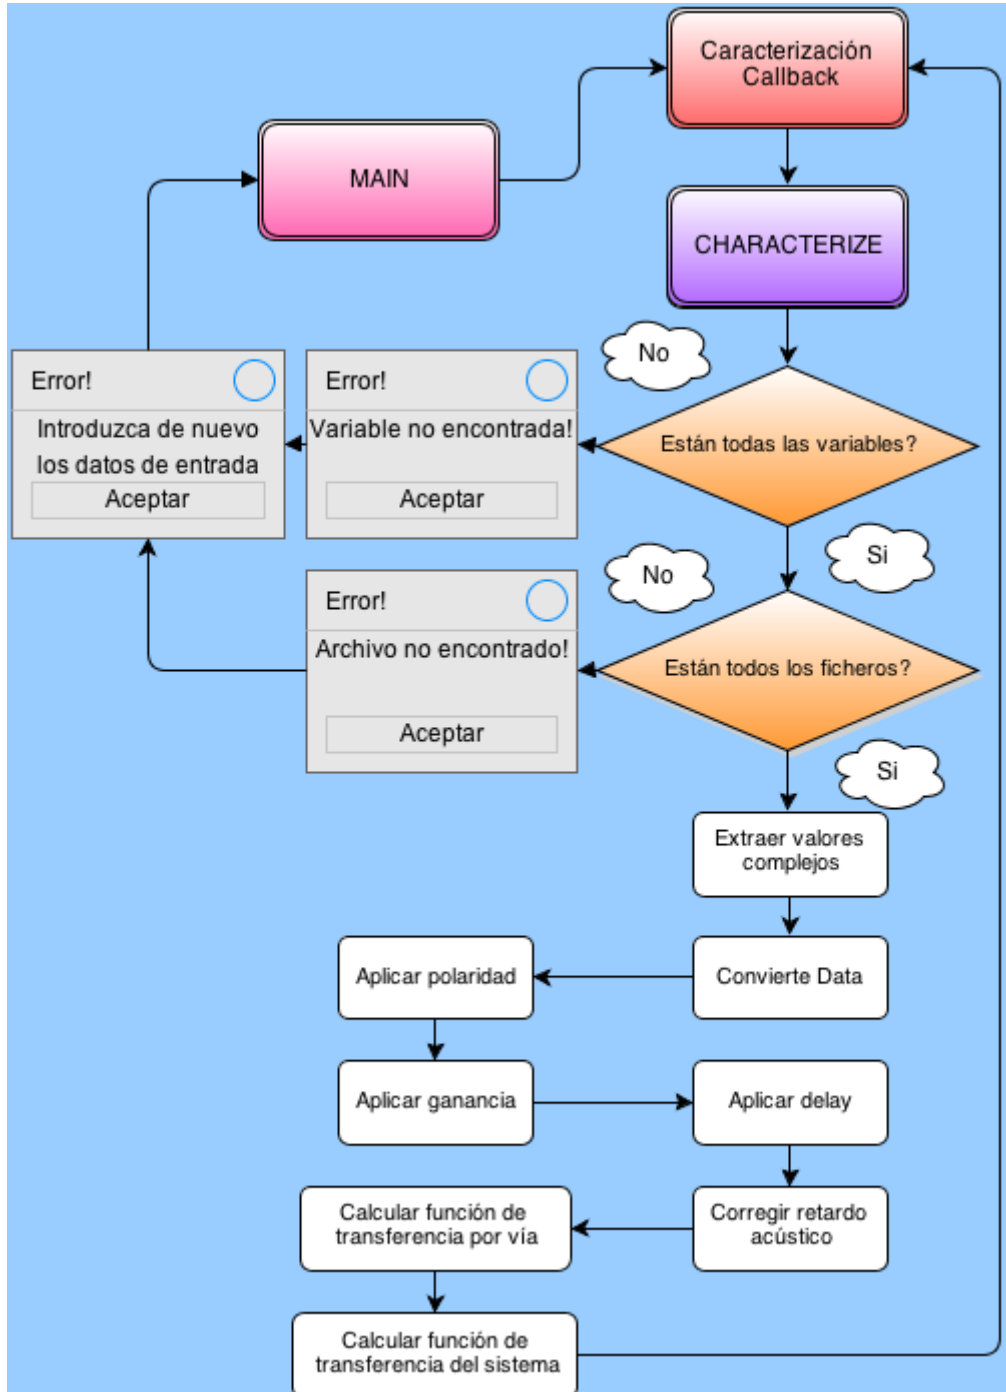 Caracterización
Callback
MAIN
CHARACTERIZE
No
Error!
Introduzca de nuevo
los datos de entrada
Aceptar
Error!
Variable no encontrada!
Aceptar
Están todas las variables?
Si
No
Error!
Archivo no encontrado!
Aceptar
Están todos los ficheros?
Si
Extraer valores
complejos
Aplicar polaridad
Convierte Data
Aplicar ganancia
Aplicar delay
Calcular función de
transferencia por vía
Corregir retardo
acústico
Calcular función de
transferencia del sistema